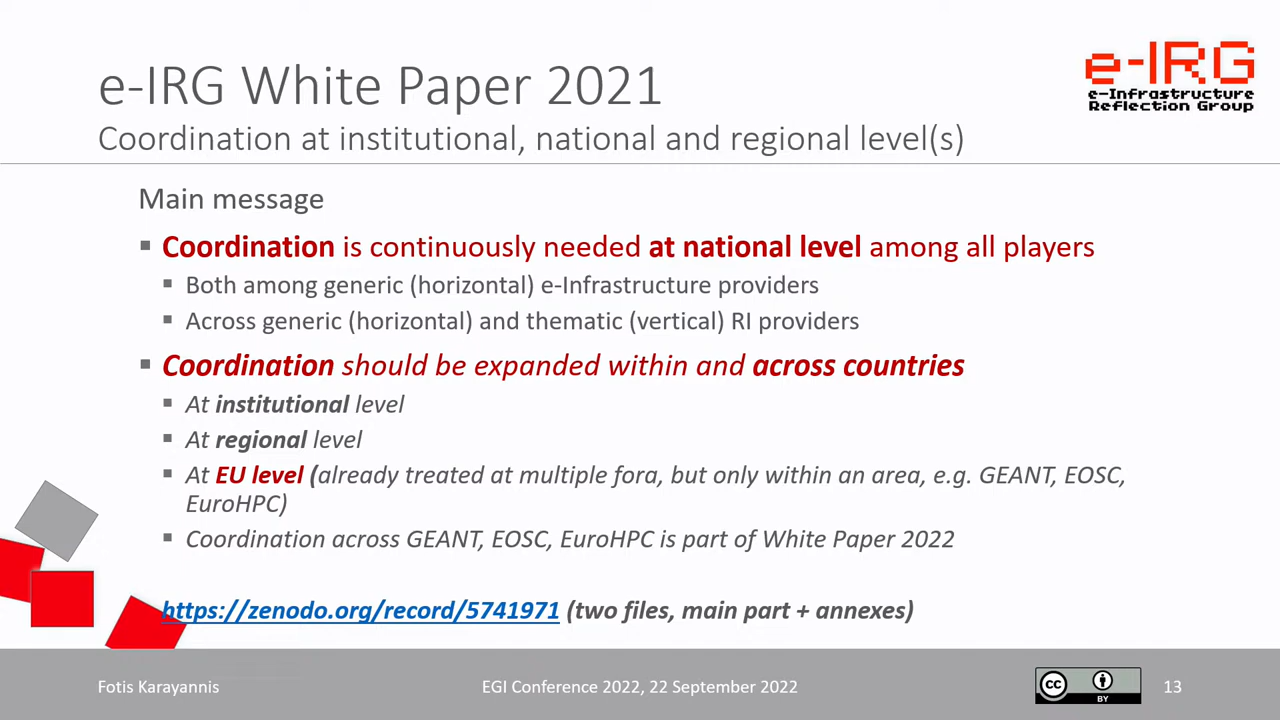 e-IRG White Paper 2021
e-IRG
e-Infrastructure
Reflection Group
Coordination at institutional, national and regional level(s)
Main message
▪ Coordination is continuously needed at national level among all players
▪ Both among generic (horizontal) e-Infrastructure providers
▪ Across generic (horizontal) and thematic (vertical) RI providers
▪ Coordination should be expanded within and across countries
▪ At institutional level
▪ At regional level
▪ At EU level (already treated at multiple fora, but only within an area, e.g. GEANT, EOSC,
EuroHPC)
▪ Coordination across GEANT, EOSC, EuroHPC is part of White Paper 2022
https://zenodo.org/record/5741971 (two files, main part + annexes)
Fotis Karayannis
EGI Conference 2022, 22 September 2022
CC
BY
13